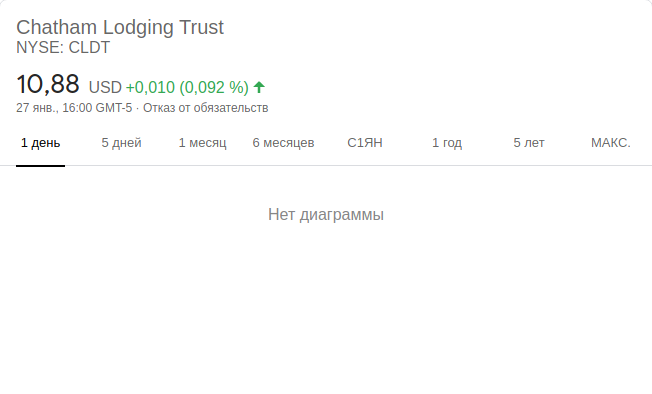 Chatham Lodging Trust
NYSE: CLDT
10,88 USD +0,010 (0,092 %)
27 янв., 16:00 GMT-5 · Отказ от обязательств
1 день 5 дней 1 месяц 6 месяцев С1ЯН 1 год 5 лет МАКС.
Нет диаграммы